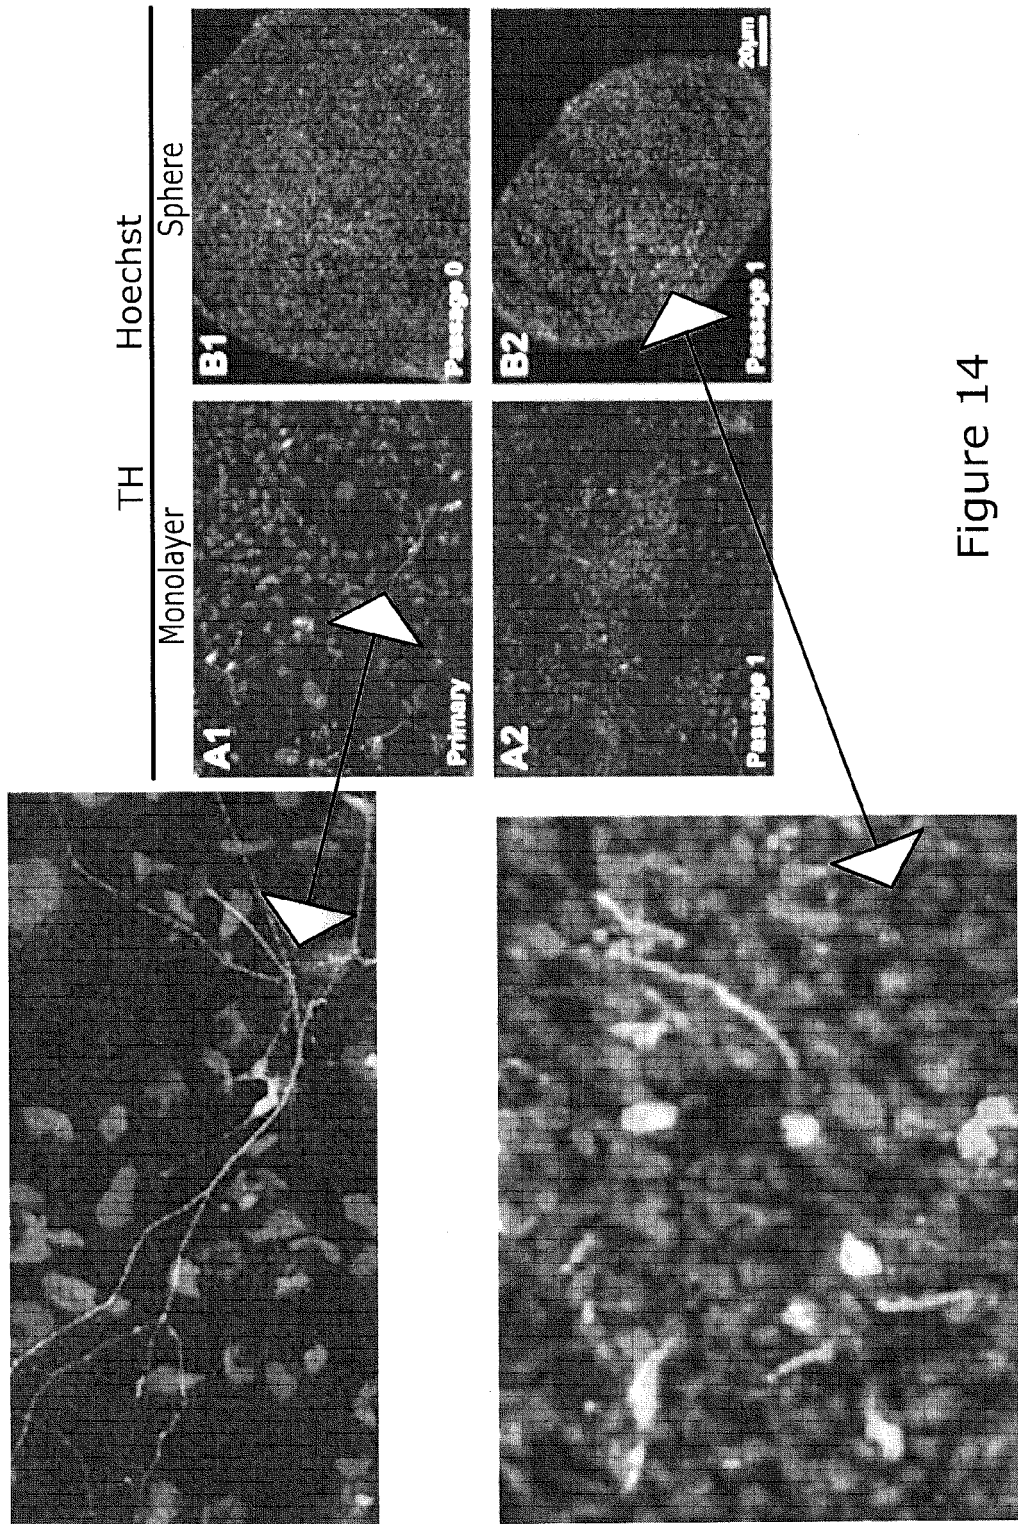 TH Hoechst
Monolayer Sphere
A1
Primary
B1
Passage 0
A2
Passage 1
B2
Passage 1
20µm
Figure 14